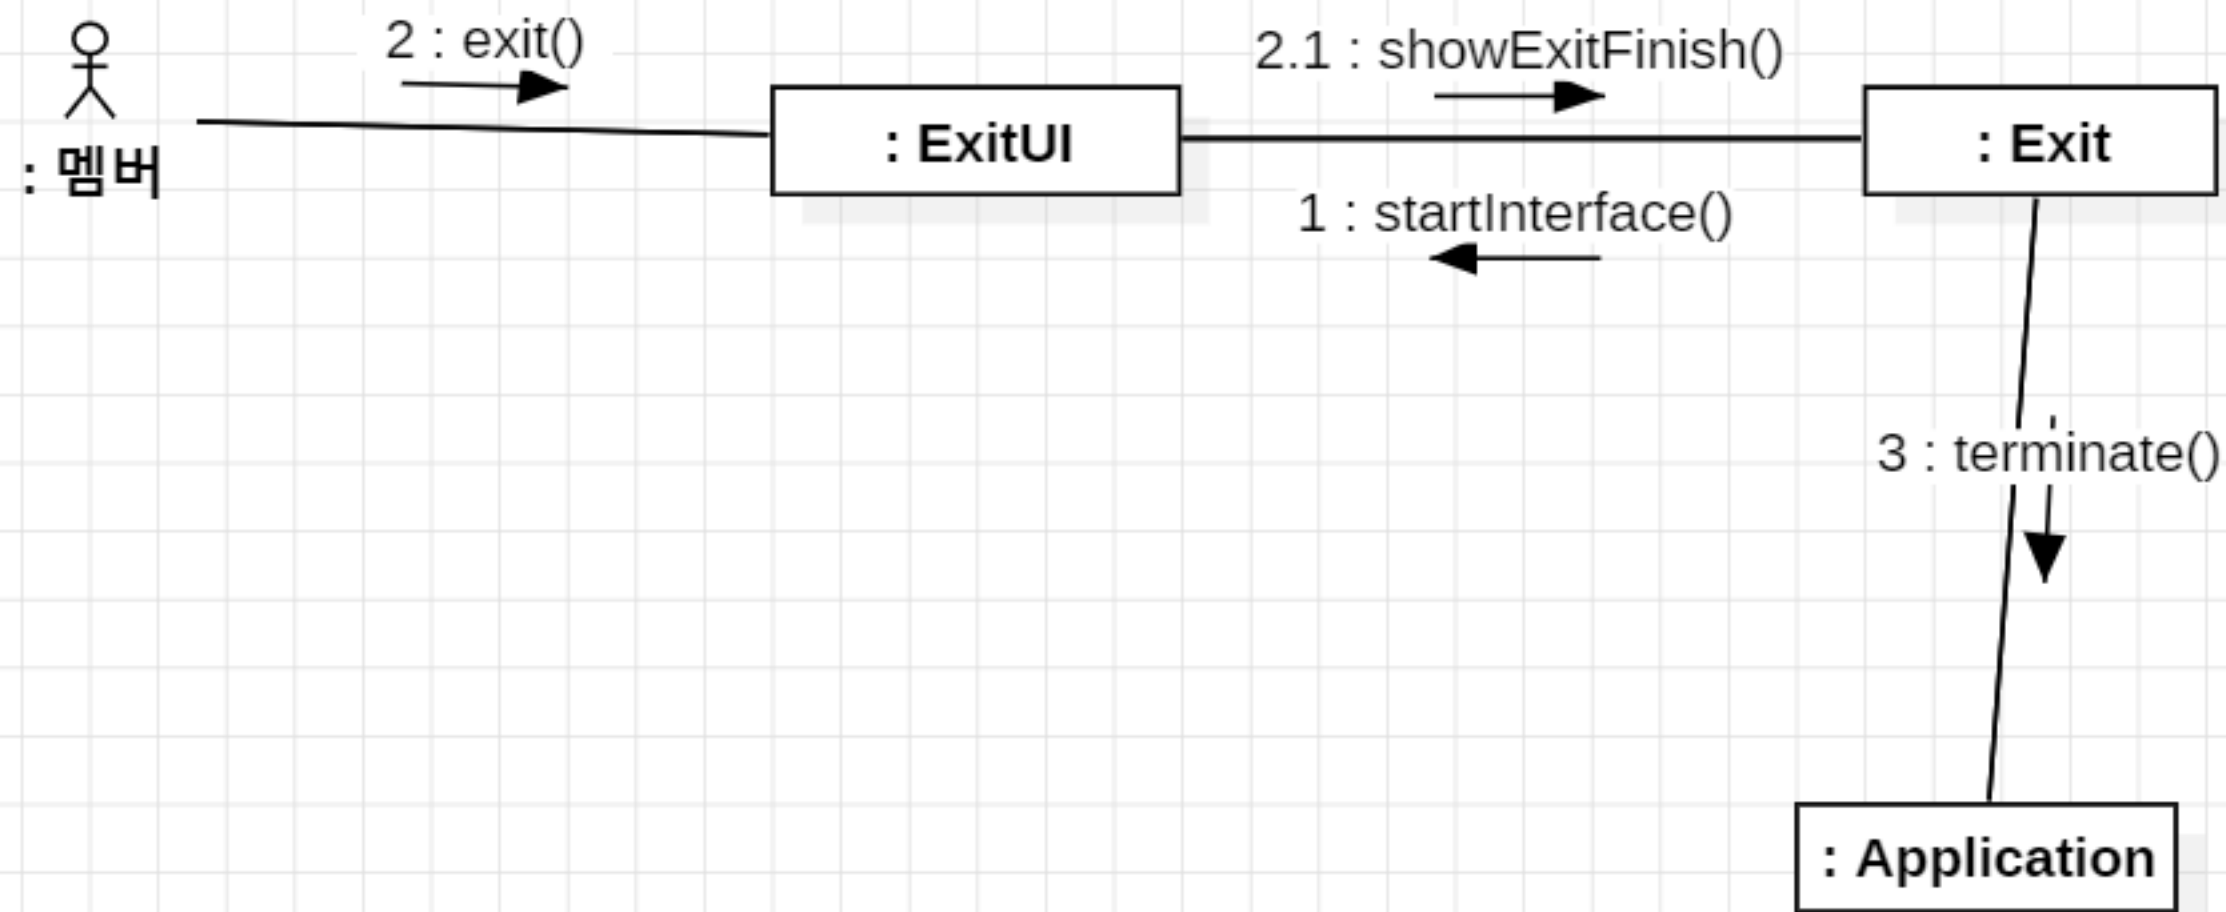 2 : exit()
2.1 : showExitFinish()
: 멤버
: ExitUI
: Exit
1 : startInterface()
3 : terminate()
: Application